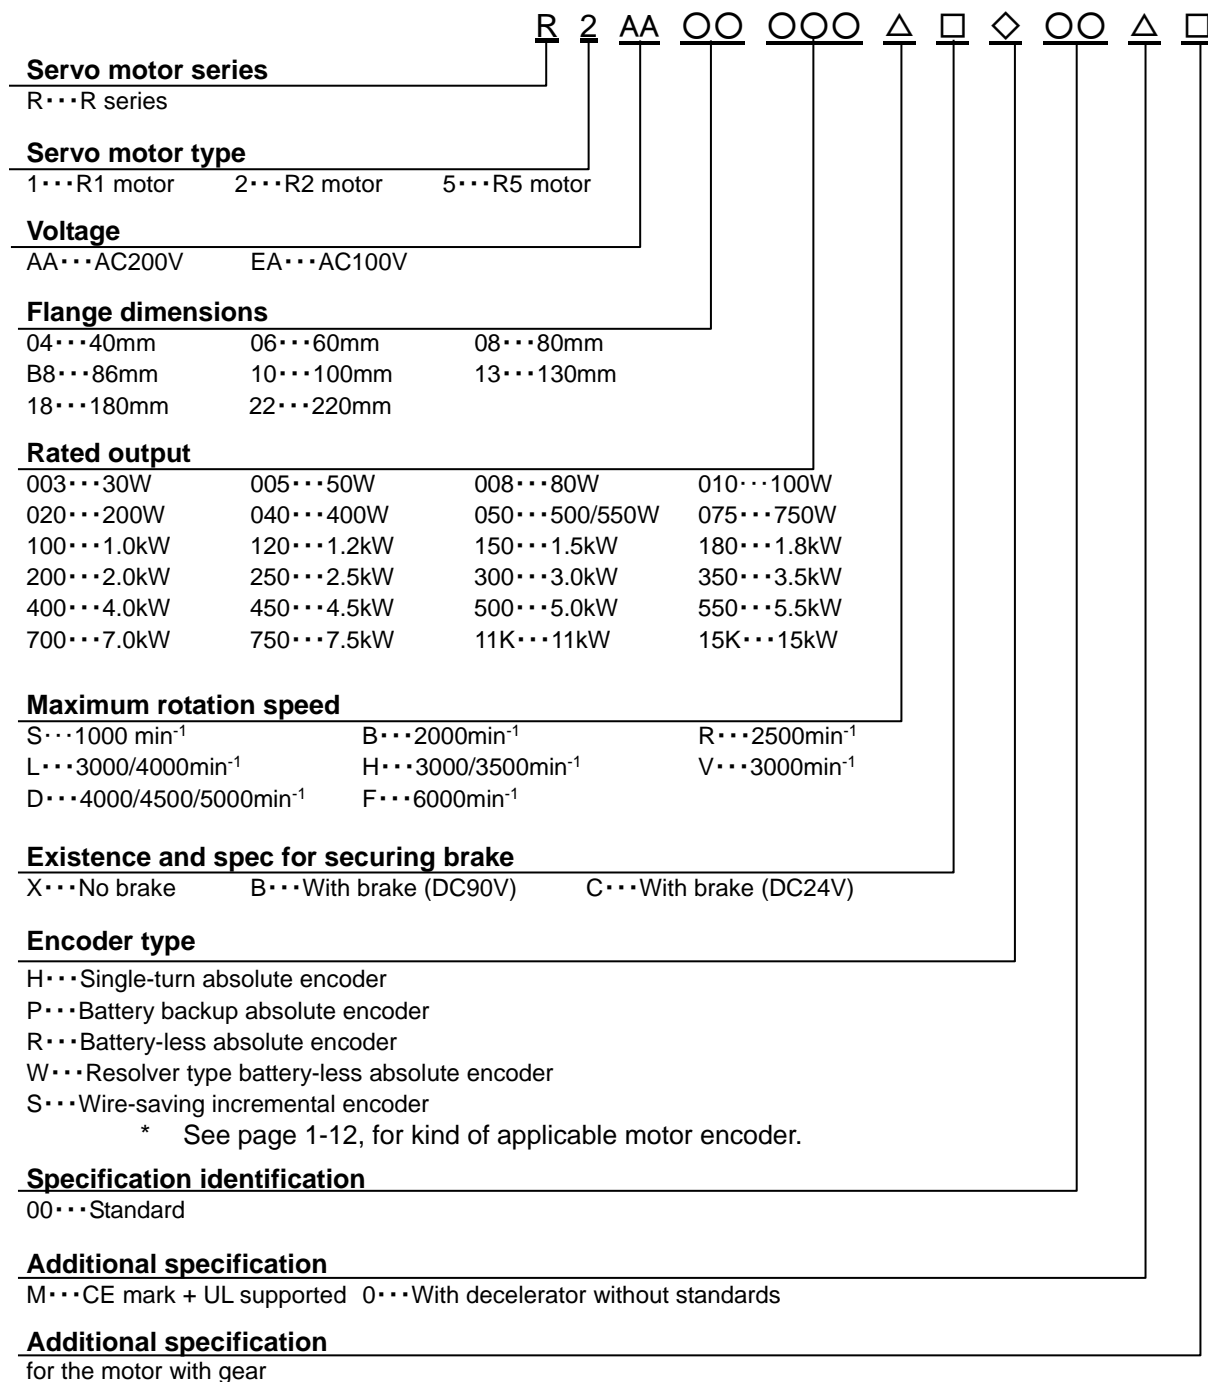 R 2 AA ○○ ○○○ △ □ ◇ ○○ △ □
Servo motor series
R･･･R series
Servo motor type
1･･･R1 motor 2･･･R2 motor 5･･･R5 motor
Voltage
AA･･･AC200V EA･･･AC100V
Flange dimensions
04･･･40mm 06･･･60mm 08･･･80mm
B8･･･86mm 10･･･100mm 13･･･130mm
18･･･180mm 22･･･220mm
Rated output
003･･･30W 005･･･50W 008･･･80W 010･･･100W
020･･･200W 040･･･400W 050･･･500/550W 075･･･750W
100･･･1.0kW 120･･･1.2kW 150･･･1.5kW 180･･･1.8kW
200･･･2.0kW 250･･･2.5kW 300･･･3.0kW 350･･･3.5kW
400･･･4.0kW 450･･･4.5kW 500･･･5.0kW 550･･･5.5kW
700･･･7.0kW 750･･･7.5kW 11K･･･11kW 15K･･･15kW
Maximum rotation speed
S･･･1000 min⁻¹ B･･･2000min⁻¹ R･･･2500min⁻¹
L･･･3000/4000min⁻¹ H･･･3000/3500min⁻¹ V･･･3000min⁻¹
D･･･4000/4500/5000min⁻¹ F･･･6000min⁻¹
Existence and spec for securing brake
X･･･No brake B･･･With brake (DC90V) C･･･With brake (DC24V)
Encoder type
H･･･Single-turn absolute encoder
P･･･Battery backup absolute encoder
R･･･Battery-less absolute encoder
W･･･Resolver type battery-less absolute encoder
S･･･Wire-saving incremental encoder
* See page 1-12, for kind of applicable motor encoder.
Specification identification
00･･･Standard
Additional specification
M･･･CE mark + UL supported 0･･･With decelerator without standards
Additional specification
for the motor with gear